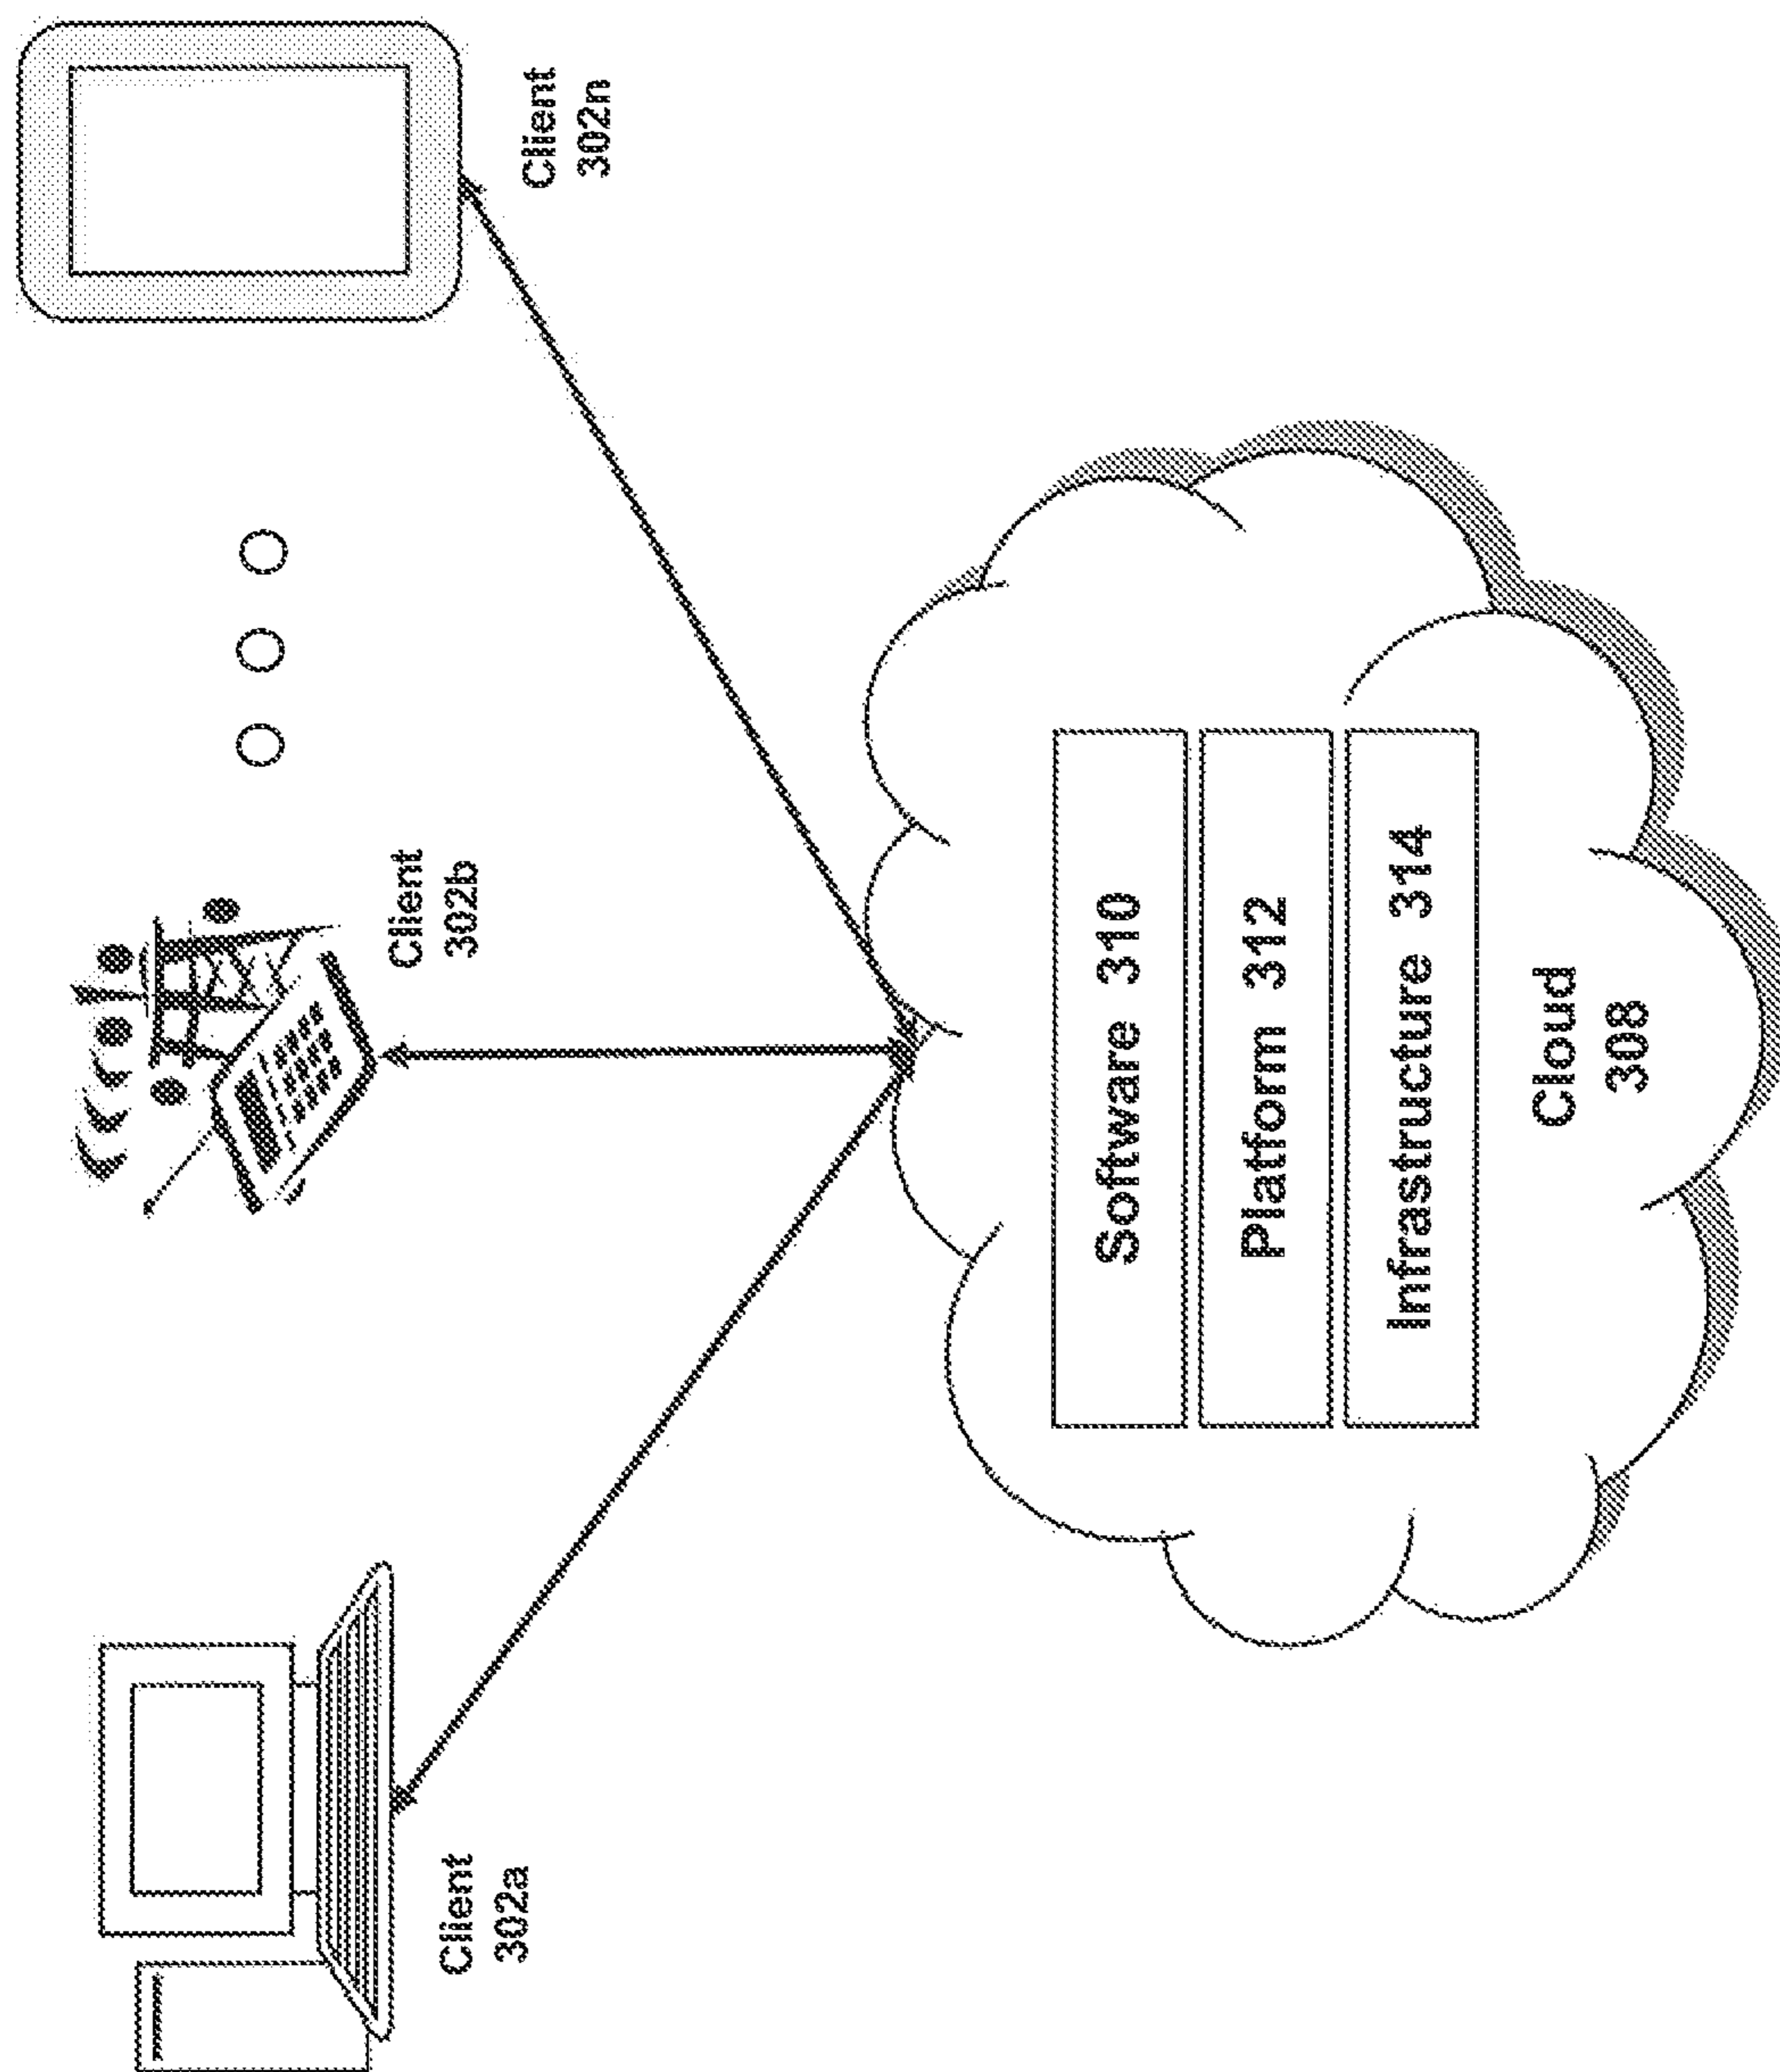 Client
302a
Client
302b
Client
302n
Software 310
Platform 312
Infrastructure 314
Cloud
308